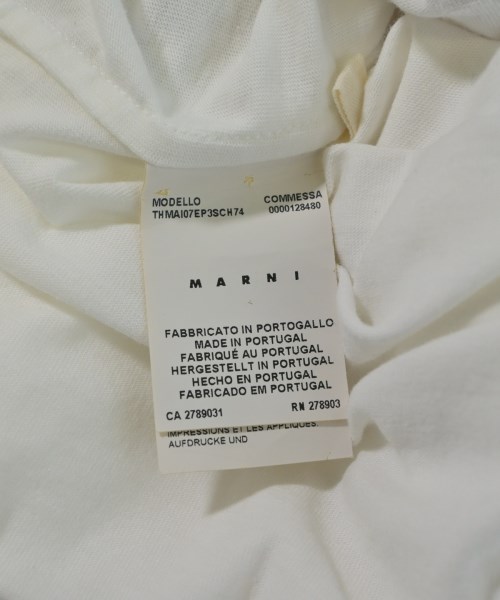 MODELLO COMMESSA
THMAI07EP3SCH74 0000128480
MARNI
FABBRICATO IN PORTOGALLO
MADE IN PORTUGAL
FABRIQUÉ AU PORTUGAL
HERGESTELLT IN PORTUGAL
HECHO EN PORTUGAL
FABRICADO EM PORTUGAL
CA 2789031 RN 278903
IMPRESSIONS ET LES APPLIQUES.
AUFDRUCKE UND